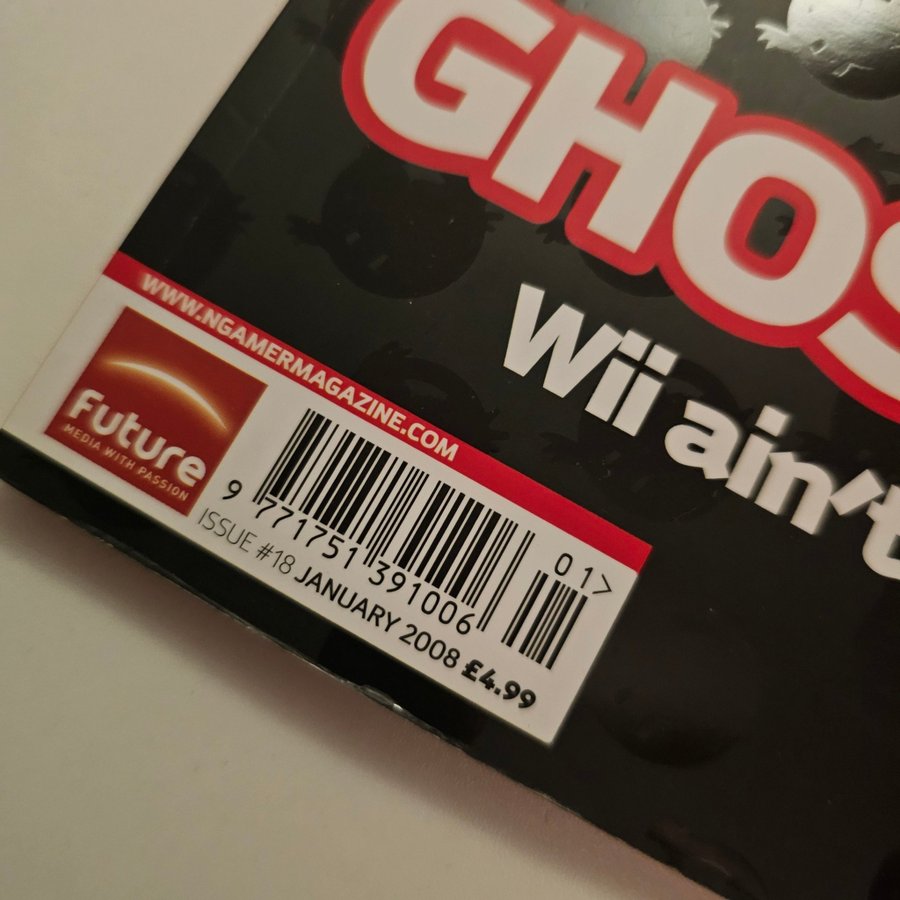 GHOS
Wii ain't
WWW.NGAMERMAGAZINE.COM
Future
MEDIA WITH PASSION
01>
9 771751 391006
ISSUE #18 JANUARY 2008 £4.99